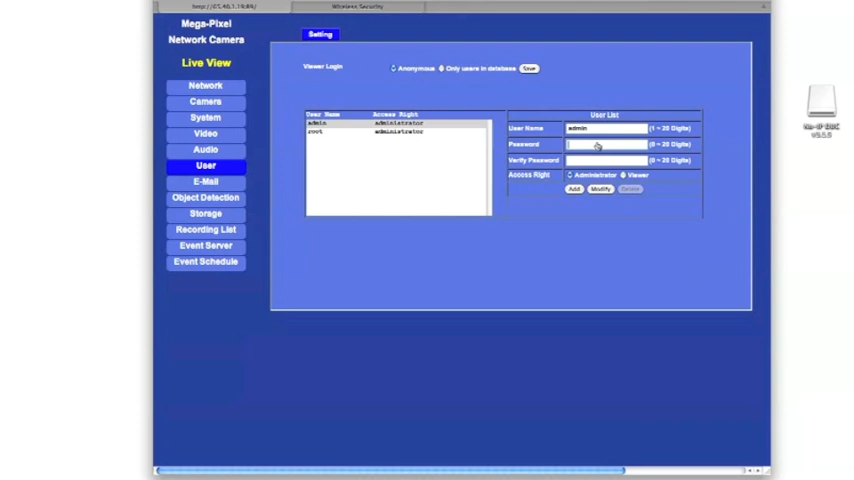 Wireless Security
Mega-Pixel
Network Camera
Live View
Network
Camera
System
Video
Audio
User
E-Mail
Object Detection
Storage
Recording List
Event Server
Event Schedule
Setting
Viewer Login Anonymous Only users in database Save
User Name Access Right
admin administrator
root administrator
User List
User Name admin (1 ~ 20 Digits)
Password (0 ~ 20 Digits)
Verify Password (0 ~ 20 Digits)
Access Right Administrator Viewer
Add Modify Delete